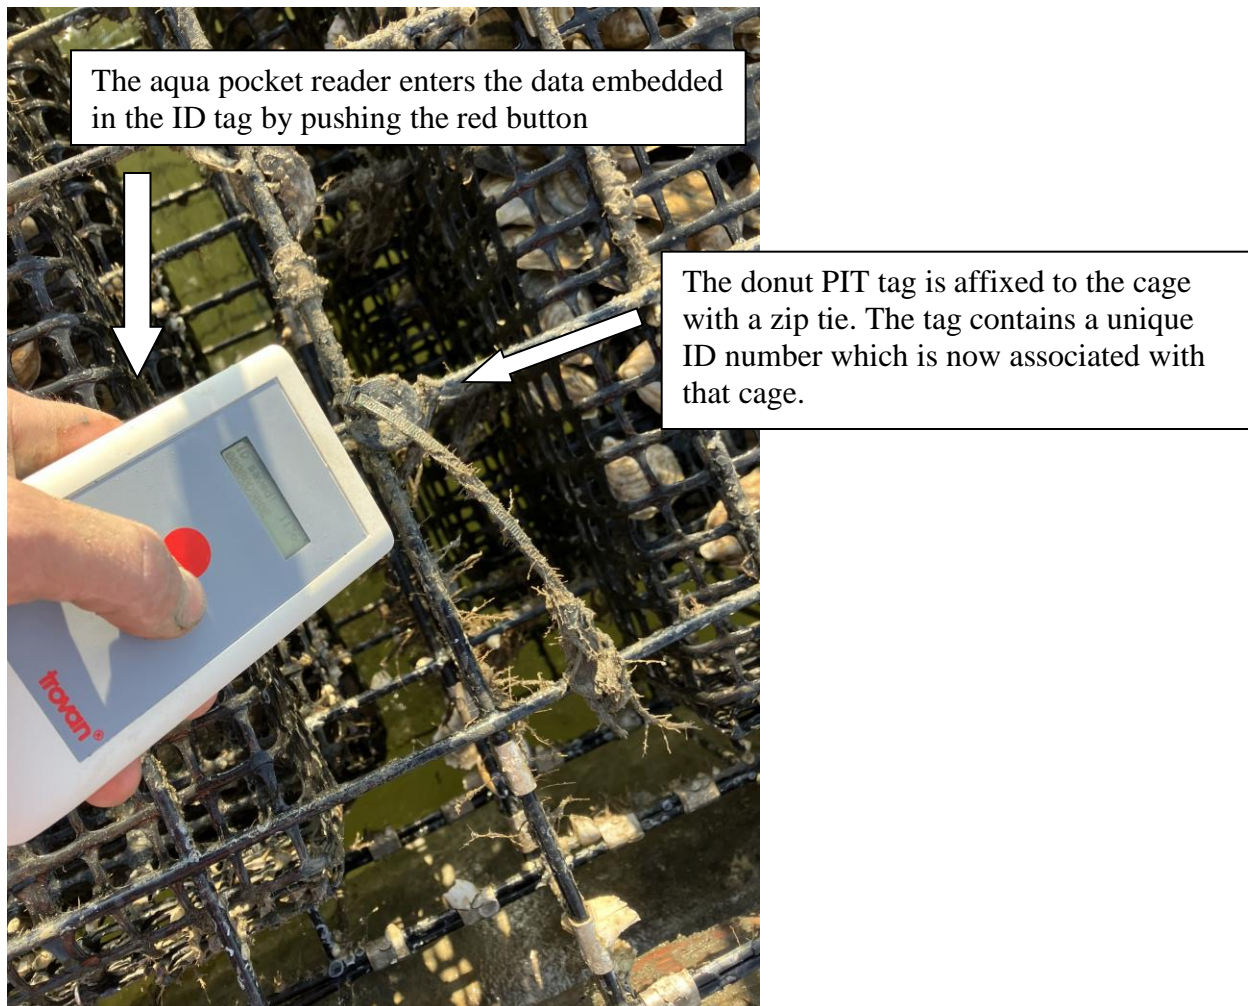 The aqua pocket reader enters the data embedded
in the ID tag by pushing the red button
The donut PIT tag is affixed to the cage
with a zip tie. The tag contains a unique
ID number which is now associated with
that cage.
trovan®